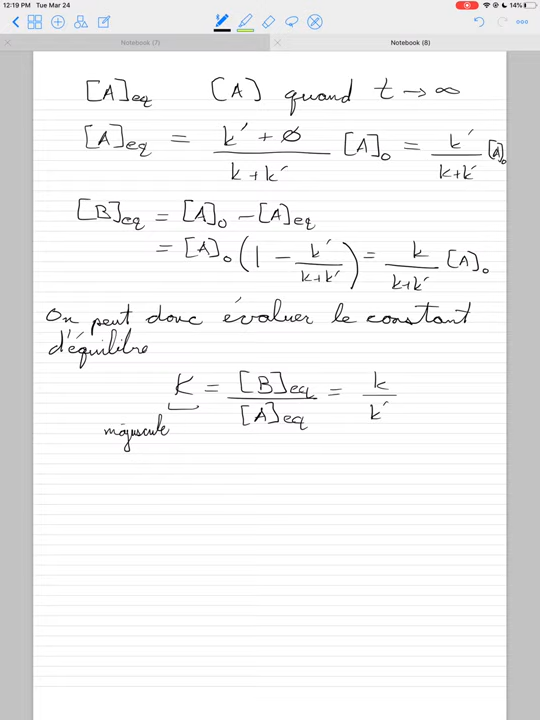 12:19 PM Tue Mar 24 14%
Notebook (7) Notebook (8)
[A]eq [A] quand t → ∞
[A]eq = (k' + ∅)/(k + k') [A]₀ = k'/(k + k') [A]₀
[B]eq = [A]₀ − [A]eq
= [A]₀ (1 − k'/(k + k')) = k/(k + k') [A]₀
On peut donc évaluer le constant
d'équilibre
K = [B]eq/[A]eq = k/k'
majuscule